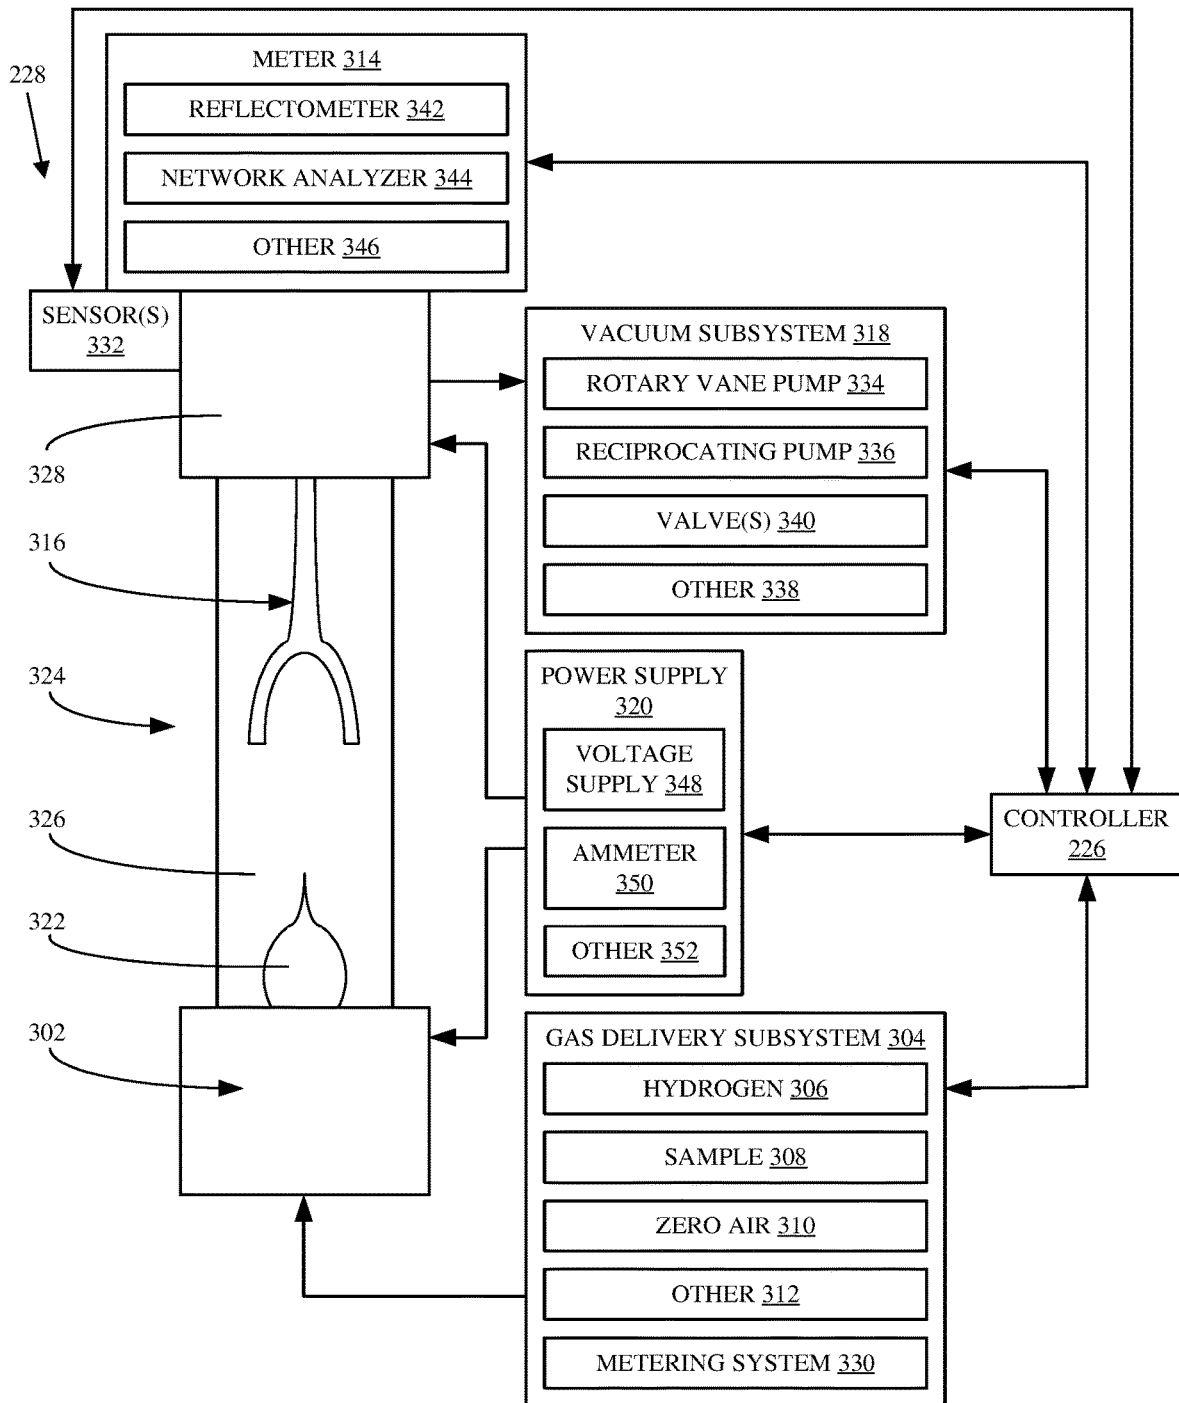 228
METER 314
REFLECTOMETER 342
NETWORK ANALYZER 344
OTHER 346
SENSOR(S)
332
VACUUM SUBSYSTEM 318
ROTARY VANE PUMP 334
RECIPROCATING PUMP 336
VALVE(S) 340
OTHER 338
328
316
324
326
322
302
POWER SUPPLY
320
VOLTAGE
SUPPLY 348
AMMETER
350
OTHER 352
CONTROLLER
226
GAS DELIVERY SUBSYSTEM 304
HYDROGEN 306
SAMPLE 308
ZERO AIR 310
OTHER 312
METERING SYSTEM 330